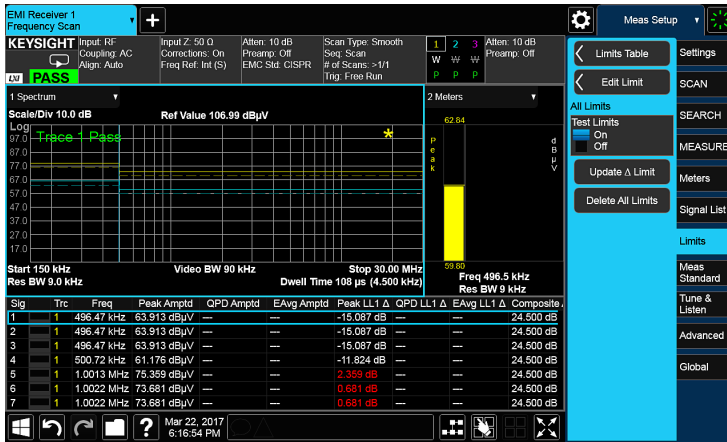 EMI Receiver 1
Frequency Scan
Meas Setup
KEYSIGHT
Input: RF
Coupling: AC
Align: Auto
Input Z: 50 Ω
Corrections: On
Freq Ref: Int (S)
Atten: 10 dB
Preamp: Off
EMC Std: CISPR
Scan Type: Smooth
Seq: Scan
# of Scans: >1/1
Trig: Free Run
1 2 3
W W W
P P P
Atten: 10 dB
Preamp: Off
LXI PASS
1 Spectrum
Scale/Div 10.0 dB
Ref Value 106.99 dBµV
Log
Trace 1 Pass
97.0
87.0
77.0
67.0
57.0
47.0
37.0
27.0
17.0
Start 150 kHz
Res BW 9.0 kHz
Video BW 90 kHz
Stop 30.00 MHz
Dwell Time 108 µs (4.500 kHz)
2 Meters
62.84
Peak
dBµV
59.80
Freq 496.5 kHz
Res BW 9 kHz
Sig Trc Freq Peak Amptd QPD Amptd EAvg Amptd Peak LL1 Δ QPD LL1 Δ EAvg LL1 Δ Composite
1 1 496.47 kHz 63.913 dBµV --- --- -15.087 dB --- --- 24.500 dB
2 1 496.47 kHz 63.913 dBµV --- --- -15.087 dB --- --- 24.500 dB
3 1 496.47 kHz 63.913 dBµV --- --- -15.087 dB --- --- 24.500 dB
4 1 500.72 kHz 61.176 dBµV --- --- -11.824 dB --- --- 24.500 dB
5 1 1.0013 MHz 75.359 dBµV --- --- 2.359 dB --- --- 24.500 dB
6 1 1.0022 MHz 73.681 dBµV --- --- 0.681 dB --- --- 24.500 dB
7 1 1.0022 MHz 73.681 dBµV --- --- 0.681 dB --- --- 24.500 dB
Mar 22, 2017
6:16:54 PM
Limits Table
Edit Limit
All Limits
Test Limits
On
Off
Update Δ Limit
Delete All Limits
Settings
SCAN
SEARCH
MEASURE
Meters
Signal List
Limits
Meas
Standard
Tune &
Listen
Advanced
Global